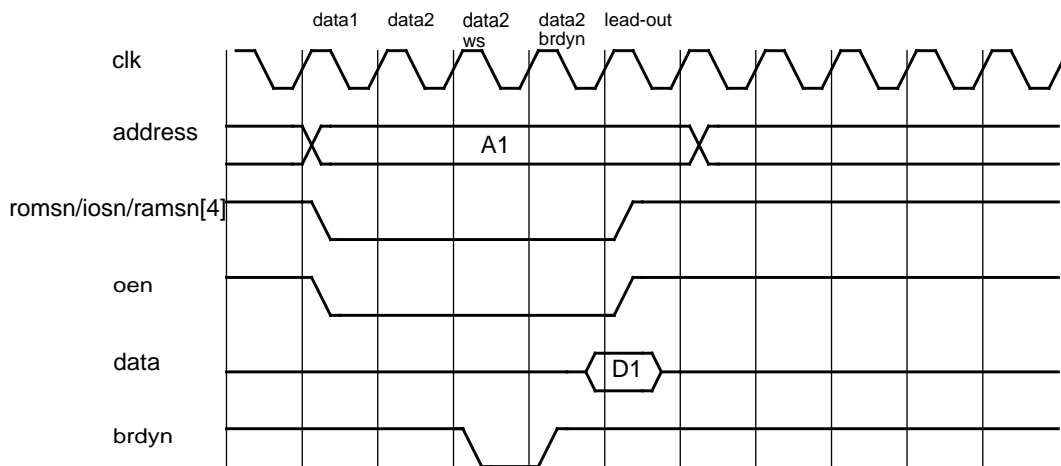 data1 data2 data2 data2 lead-out
ws brdyn
clk
address
A1
romsn/iosn/ramsn[4]
oen
data
D1
brdyn